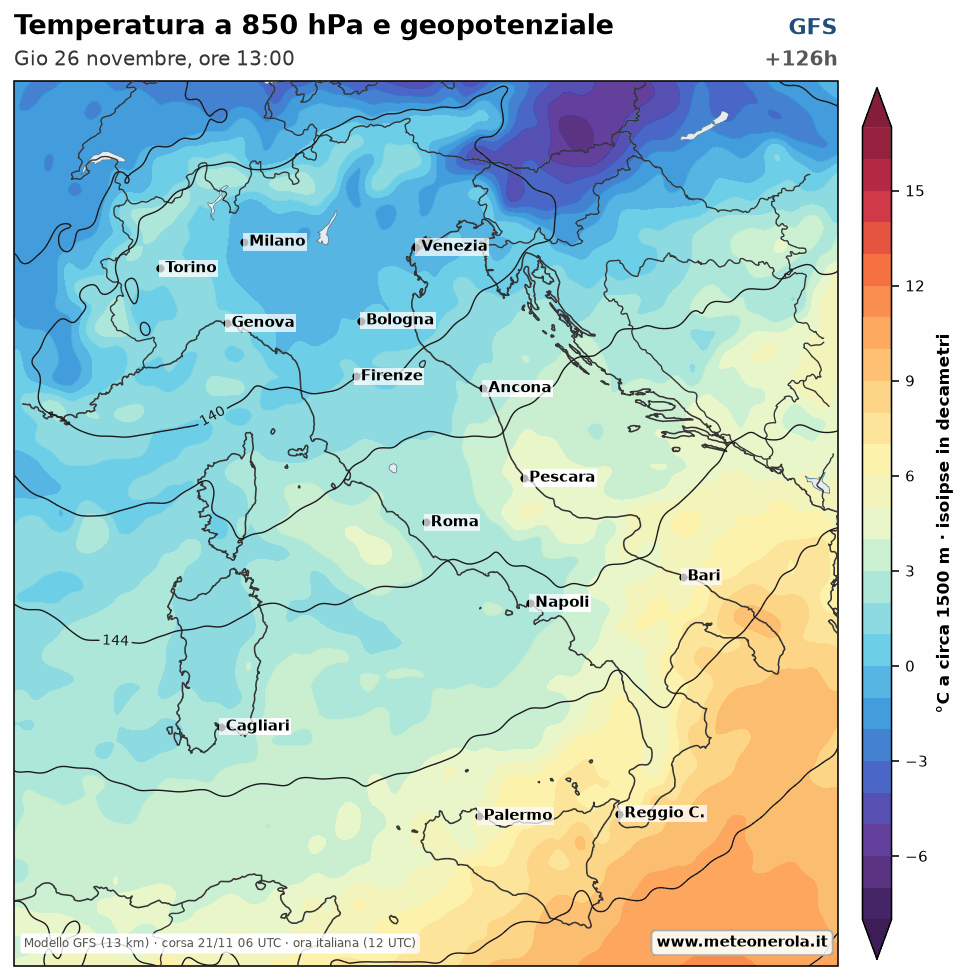 Temperatura a 850 hPa e geopotenziale
GFS
Gio 26 novembre, ore 13:00
+126h
Milano
Venezia
Torino
Genova
Bologna
Firenze
Ancona
140
Pescara
Roma
Bari
Napoli
144
Cagliari
Palermo
Reggio C.
15
12
9
6
3
0
−3
−6
°C a circa 1500 m · isoipse in decametri
Modello GFS (13 km) · corsa 21/11 06 UTC · ora italiana (12 UTC)
www.meteonerola.it